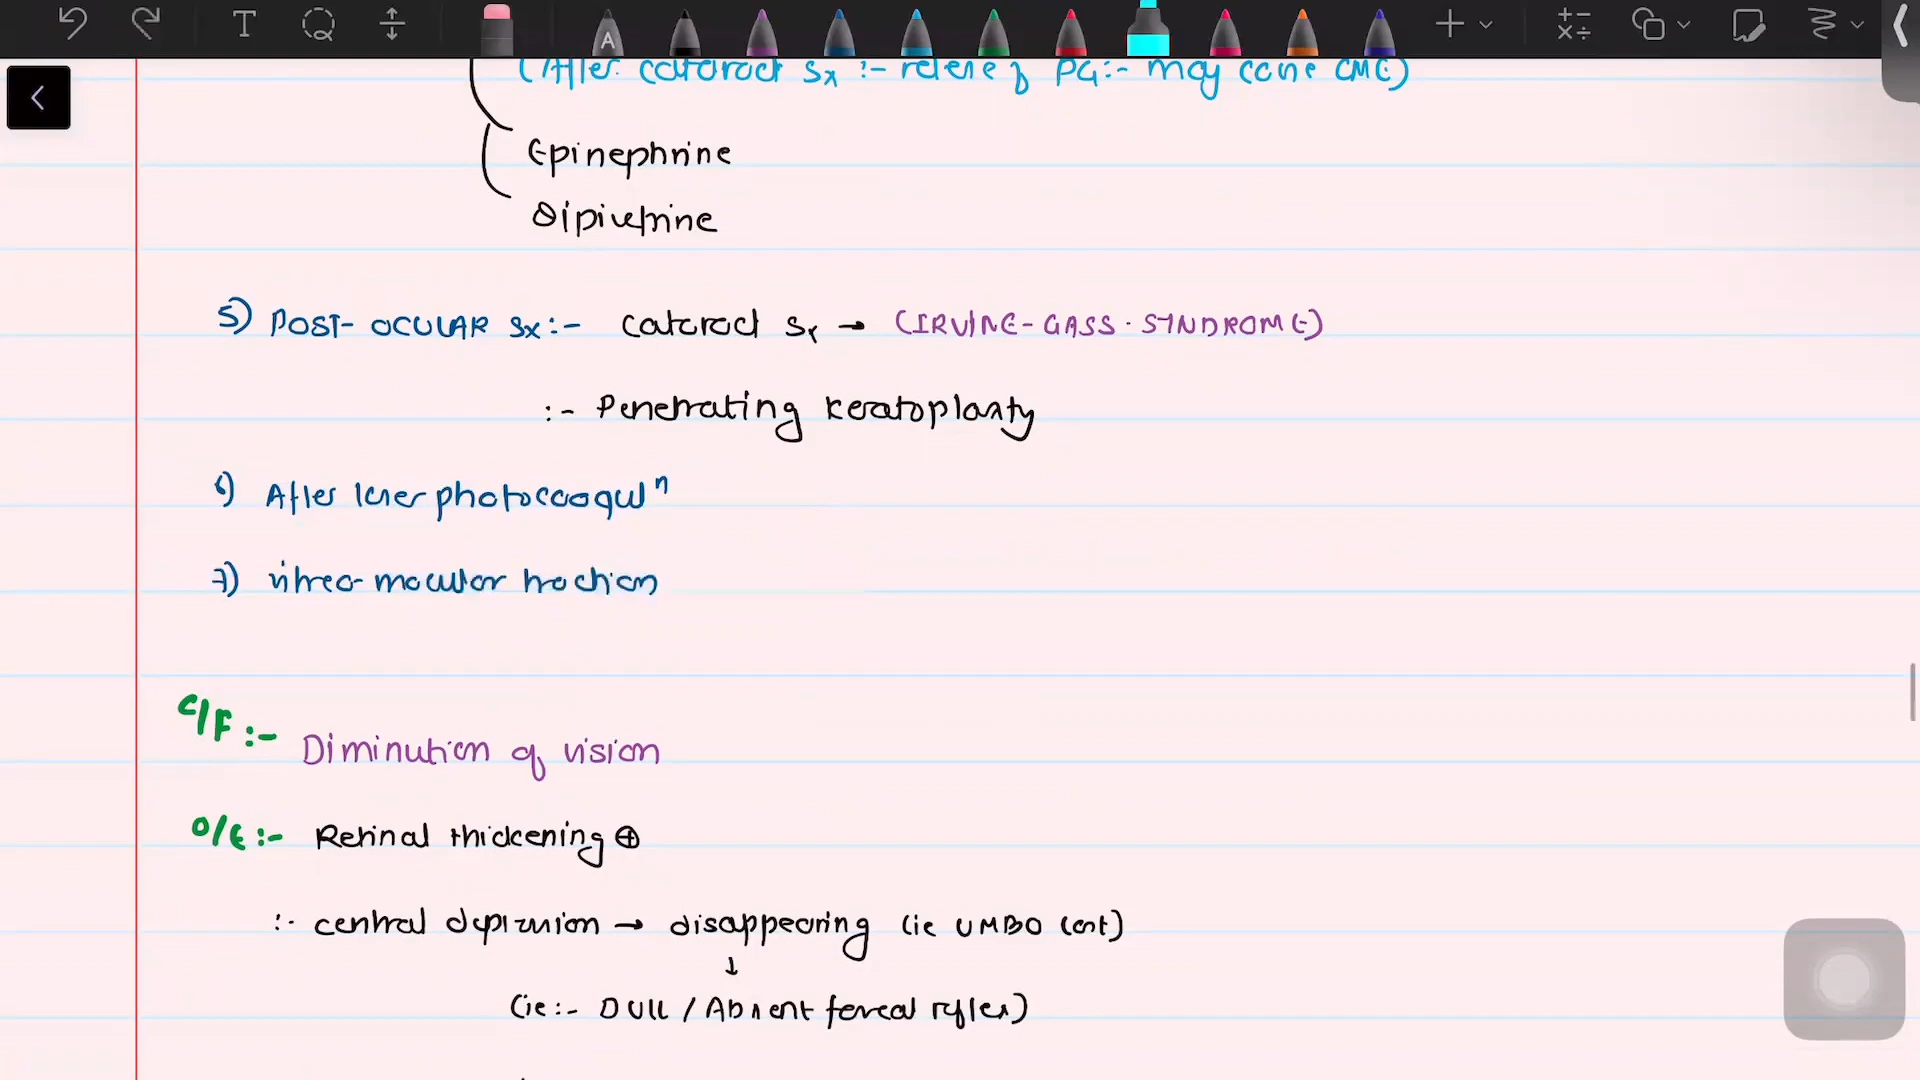 (After cataract Sx :- release of PG :- may cause CME)
Epinephrine
Dipivefrine
5) POST-OCULAR Sx :- cataract Sx → (IRVINE-GASS. SYNDROME)
:- Penetrating keratoplasty
6) After laser photocoagulⁿ
7) vitreo-macular traction
C/F :- Diminution of vision
O/E :- Retinal thickening ⊕
:- central depression → disappearing (ie UMBO lost)
↓
(ie :- DULL / Absent foveal reflex)